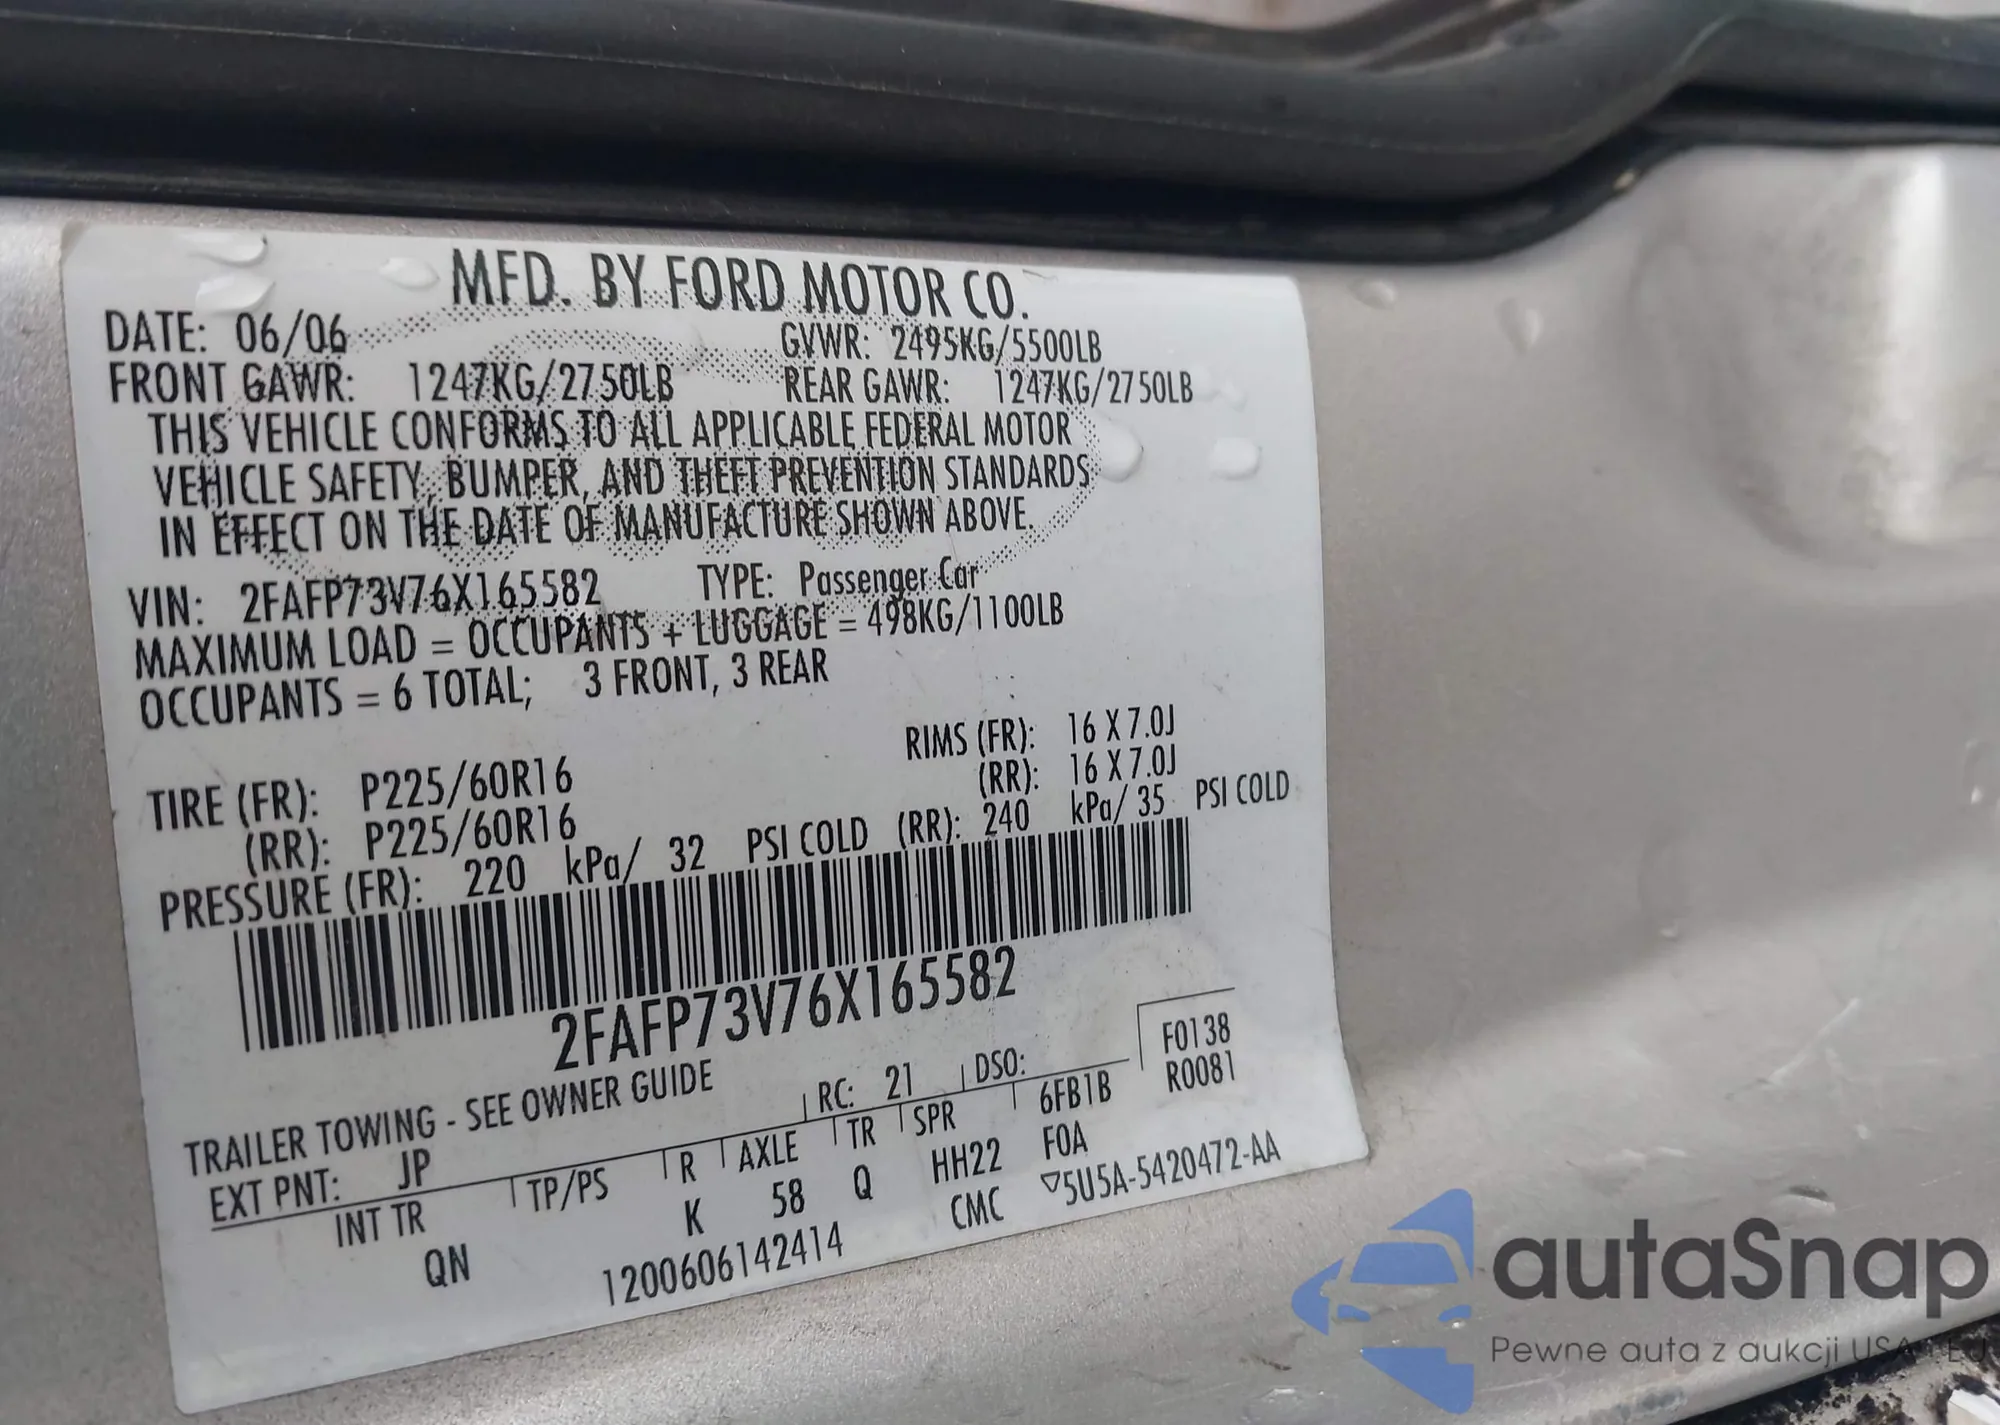 MFD. BY FORD MOTOR CO.
DATE: 06/06 GVWR: 2495KG/5500LB
FRONT GAWR: 1247KG/2750LB REAR GAWR: 1247KG/2750LB
THIS VEHICLE CONFORMS TO ALL APPLICABLE FEDERAL MOTOR
VEHICLE SAFETY, BUMPER, AND THEFT PREVENTION STANDARDS
IN EFFECT ON THE DATE OF MANUFACTURE SHOWN ABOVE.
VIN: 2FAFP73V76X165582 TYPE: Passenger Car
MAXIMUM LOAD = OCCUPANTS + LUGGAGE = 498KG/1100LB
OCCUPANTS = 6 TOTAL; 3 FRONT, 3 REAR
TIRE (FR): P225/60R16 RIMS (FR): 16 X 7.0J
(RR): P225/60R16 (RR): 16 X 7.0J
PRESSURE (FR): 220 kPa/ 32 PSI COLD (RR): 240 kPa/ 35 PSI COLD
2FAFP73V76X165582
TRAILER TOWING - SEE OWNER GUIDE
EXT PNT: JP RC: 21 DSO: F0138
R0081
INT TR TP/PS R AXLE TR SPR 6FB1B
QN K 58 Q HH22 F0A
1200606142414 CMC ▽5U5A-5420472-AA
autaSnap
Pewne auta z aukcji USA i EU